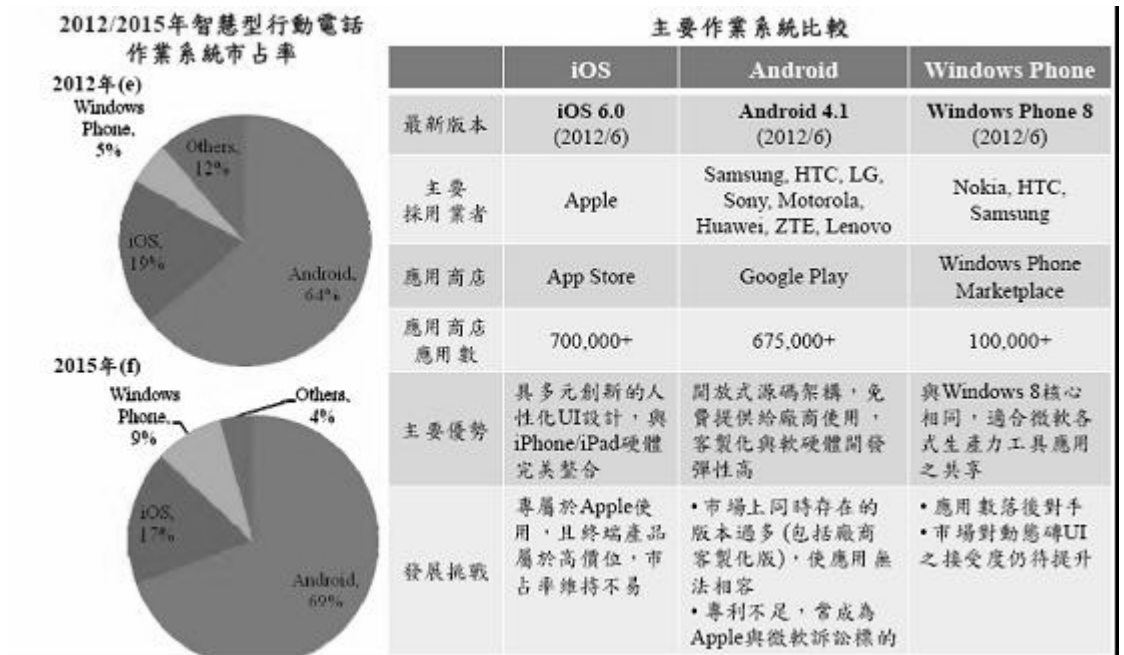 2012/2015年智慧型行動電話
作業系統市占率
2012年(e)
Windows
Phone,
5%
Others,
12%
iOS,
19%
Android,
64%
2015年(f)
Windows
Phone,
9%
Others,
4%
iOS,
17%
Android,
69%
主要作業系統比較
iOS
Android
Windows Phone
最新版本
iOS 6.0
(2012/6)
Android 4.1
(2012/6)
Windows Phone 8
(2012/6)
主要
採用業者
Apple
Samsung, HTC, LG,
Sony, Motorola,
Huawei, ZTE, Lenovo
Nokia, HTC,
Samsung
應用商店
App Store
Google Play
Windows Phone
Marketplace
應用商店
應用數
700,000+
675,000+
100,000+
主要優勢
具多元創新的人
性化UI設計，與
iPhone/iPad硬體
完美整合
開放式源碼架構，免
費提供給廠商使用，
客製化與軟硬體開發
彈性高
與Windows 8核心
相同，適合微軟各
式生產力工具應用
之共享
發展挑戰
專屬於Apple使
用，且終端產品
屬於高價位，市
占率維持不易
•市場上同時存在的
版本過多(包括廠商
客製化版)，使應用無
法相容
•專利不足，常成為
Apple與微軟訴訟標的
•應用數落後對手
•市場對動態磚UI
之接受度仍待提升